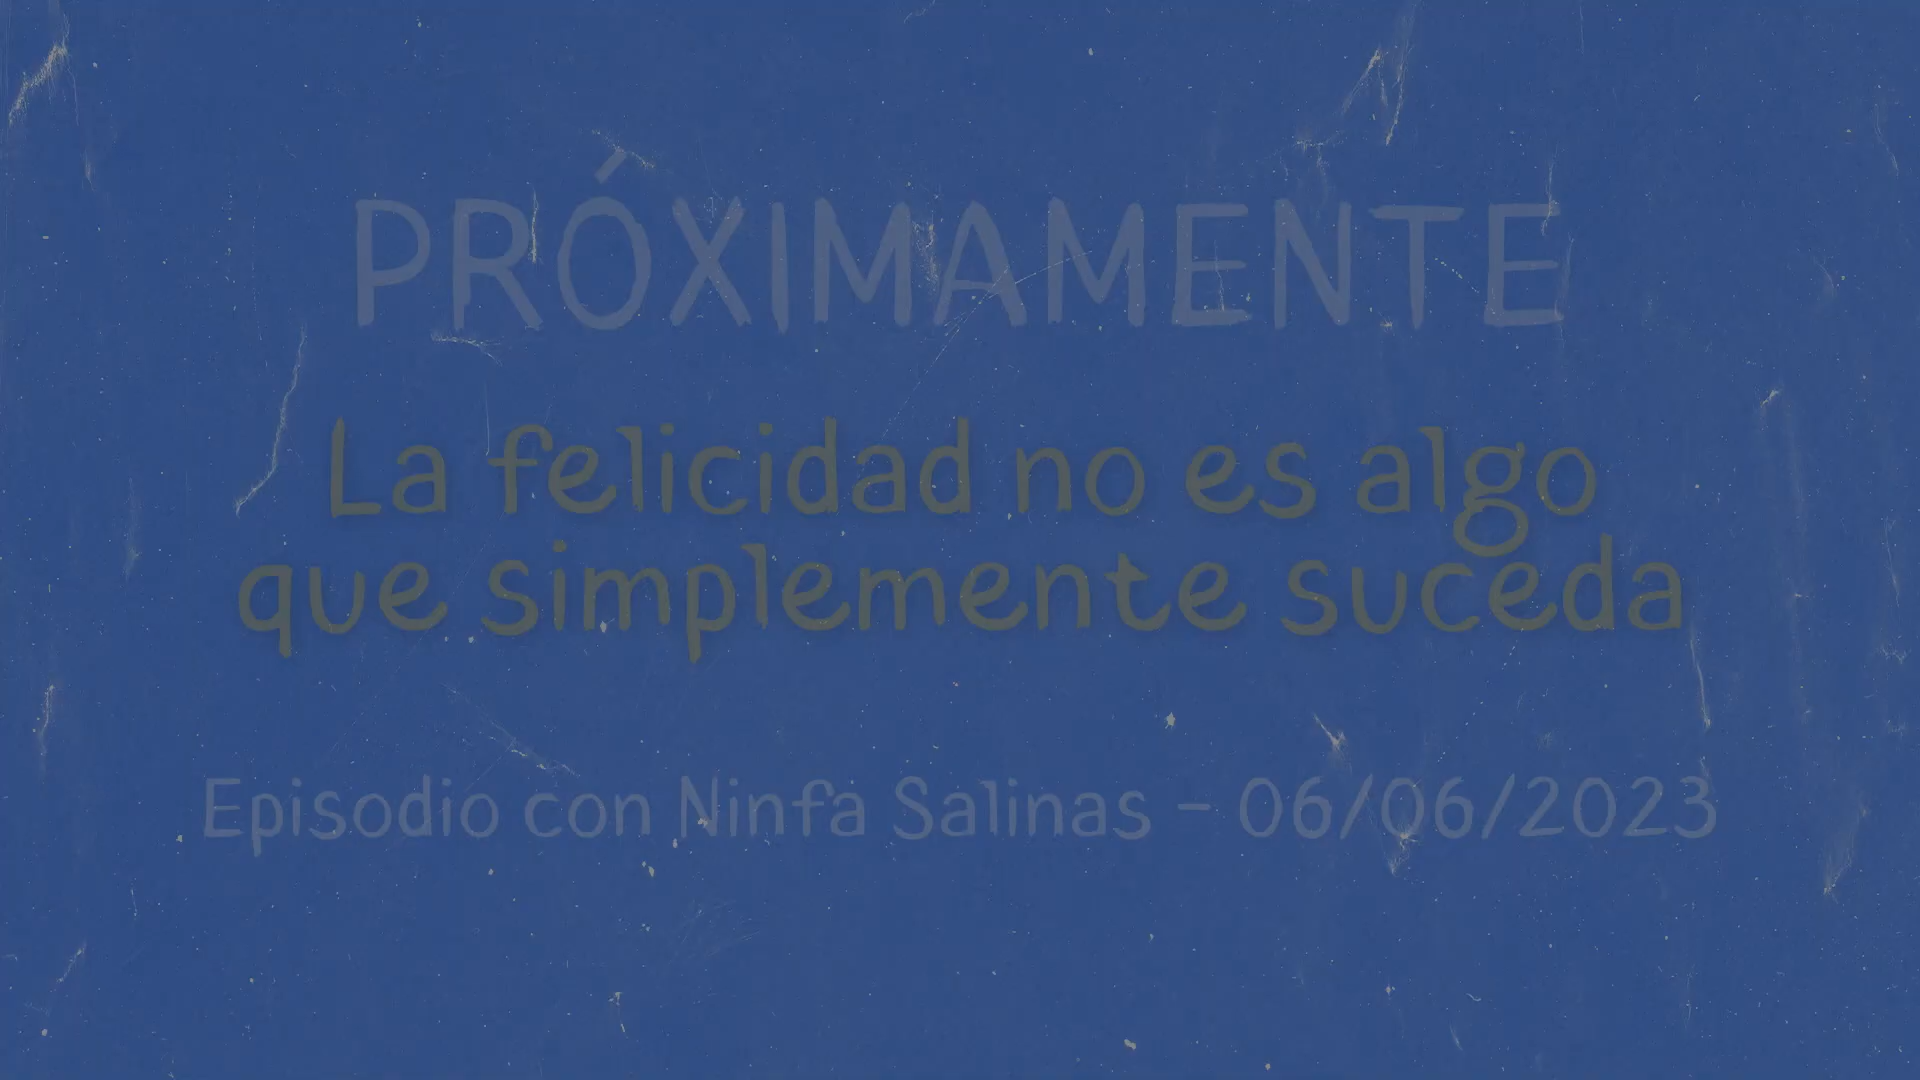 PRÓXIMAMENTE
La felicidad no es algo
que simplemente suceda
Episodio con Ninfa Salinas - 06/06/2023